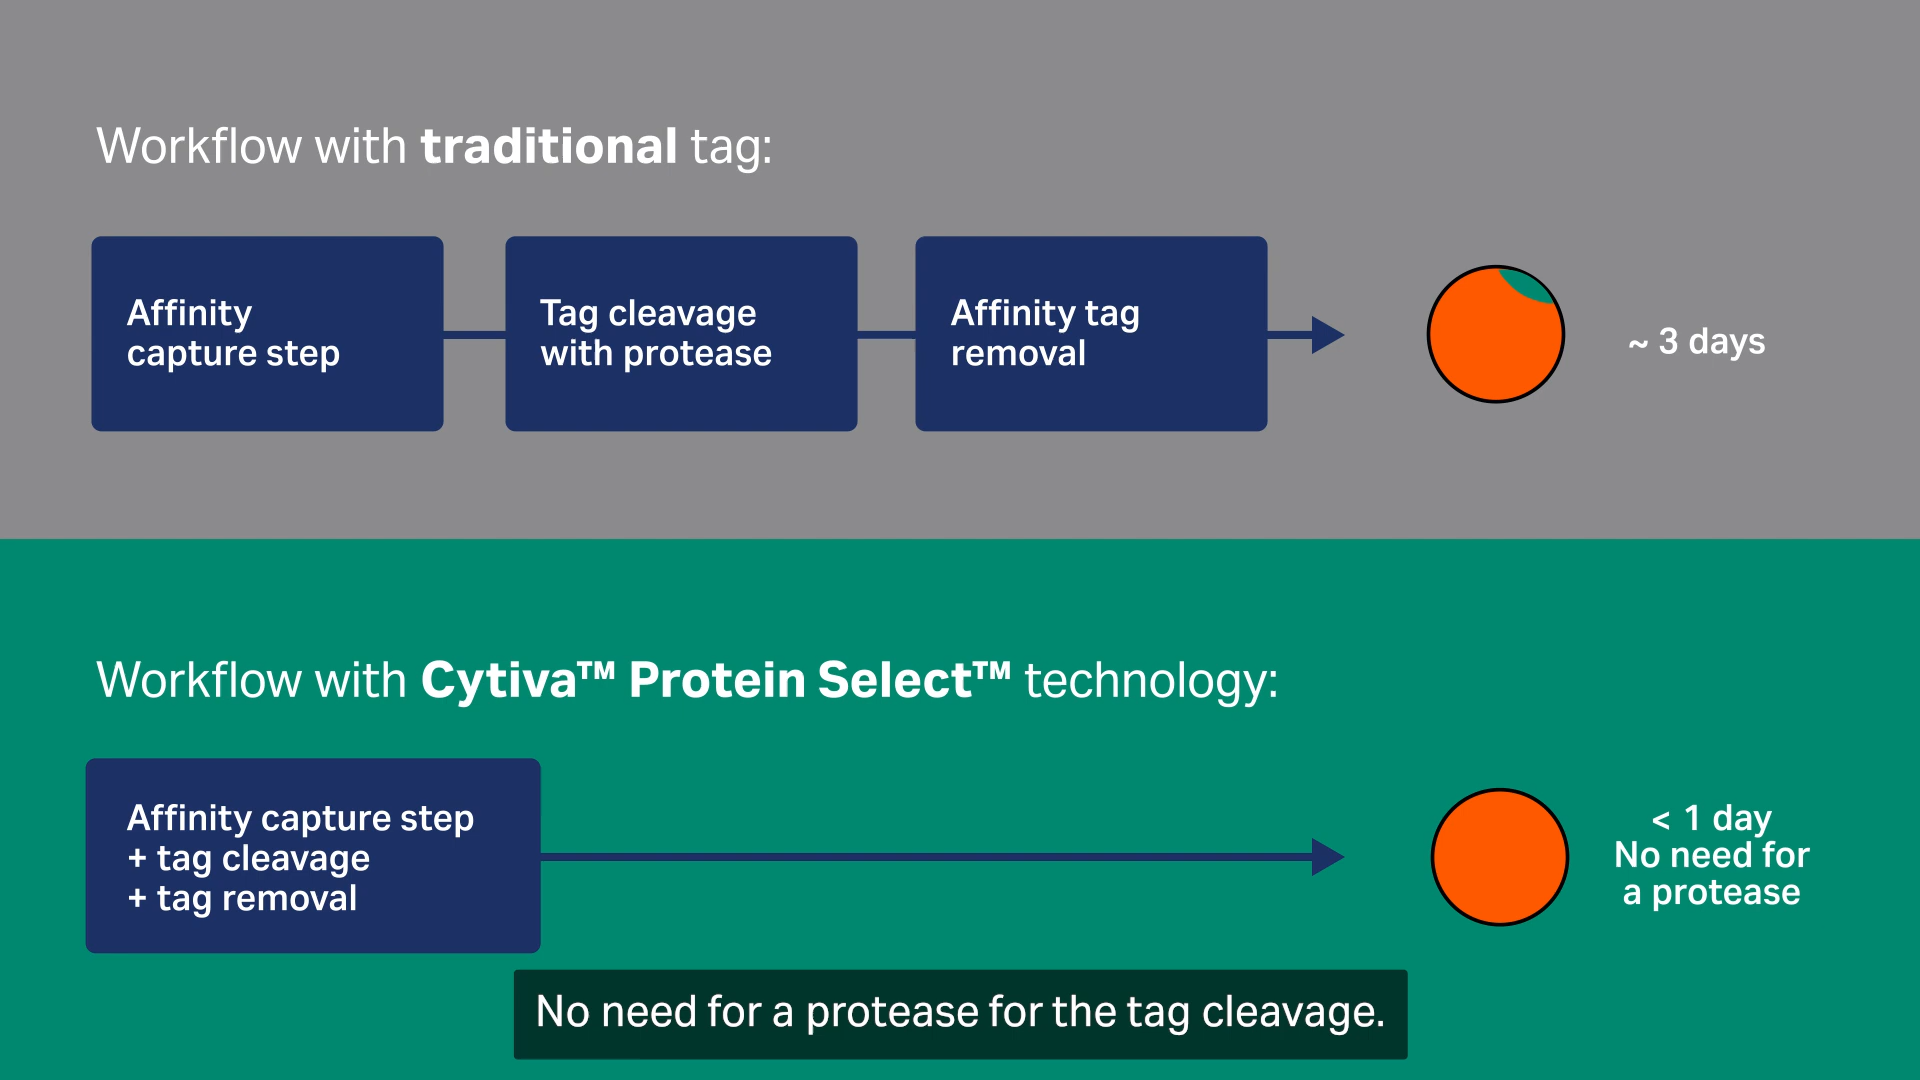 Workflow with traditional tag:
Affinity
capture step
Tag cleavage
with protease
Affinity tag
removal
~ 3 days
Workflow with Cytiva™ Protein Select™ technology:
Affinity capture step
+ tag cleavage
+ tag removal
< 1 day
No need for
a protease
No need for a protease for the tag cleavage.